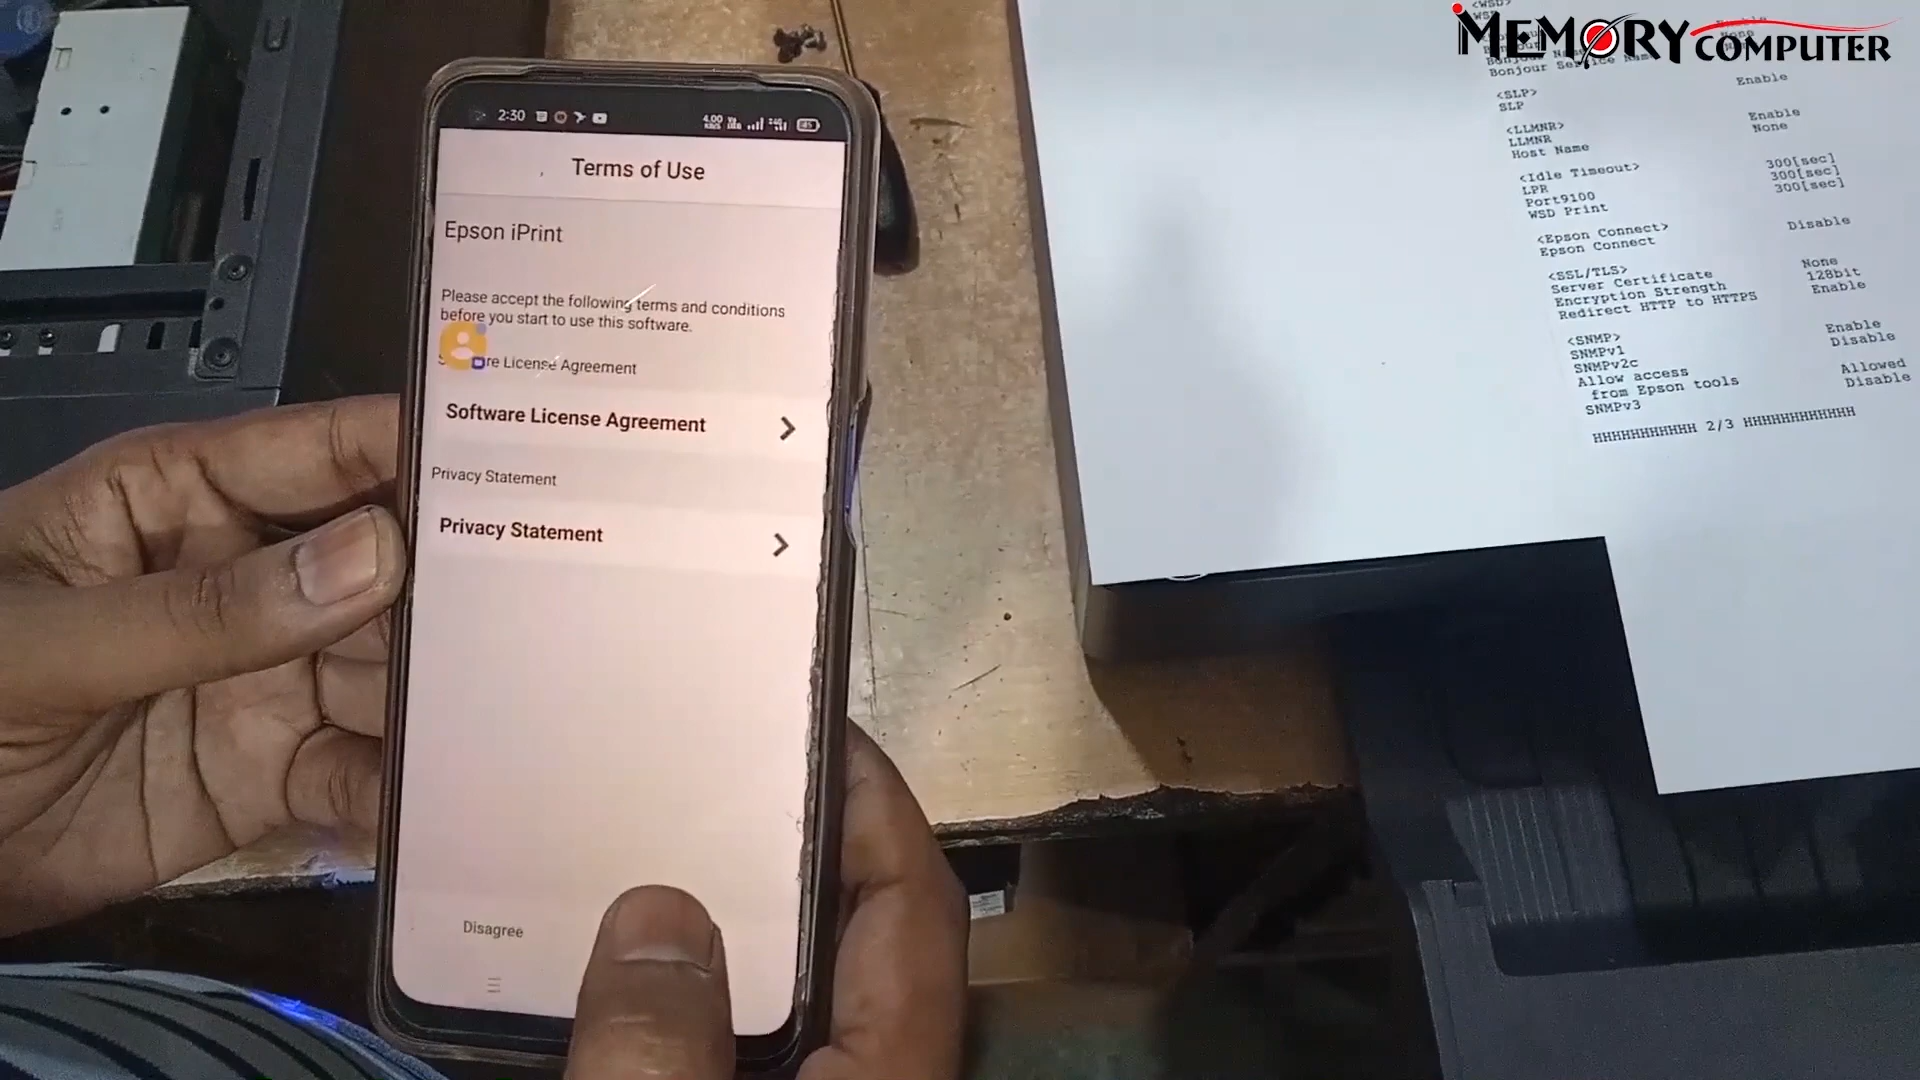 MEMORY COMPUTER
2:30
4.00
Terms of Use
Epson iPrint
Please accept the following terms and conditions
before you start to use this software.
re License Agreement
Software License Agreement
Privacy Statement
Privacy Statement
Disagree
<WSD>
Bonjour Service Name
Enable
<SLP>
SLP Enable
<LLMNR>
LLMNR Enable
Host Name None
<Idle Timeout>
LPR 300[sec]
Port9100 300[sec]
WSD Print 300[sec]
<Epson Connect>
Epson Connect Disable
<SSL/TLS>
Server Certificate None
Encryption Strength 128bit
Redirect HTTP to HTTPS Enable
<SNMP>
SNMPv1 Enable
SNMPv2c Disable
Allow access
from Epson tools Allowed
SNMPv3 Disable
HHHHHHHHHHH 2/3 HHHHHHHHHHHH